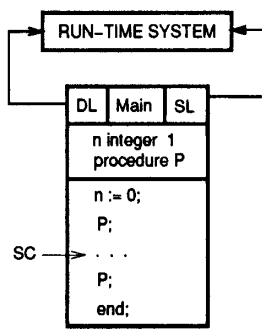 RUN-TIME SYSTEM
DL Main SL
n integer 1
procedure P
n := 0;
P;
SC . . .
P;
end;